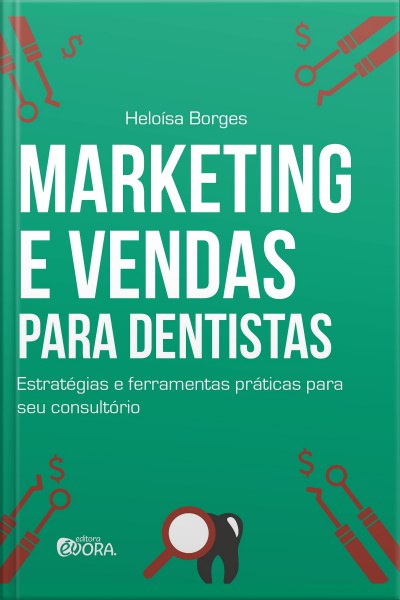 $
$
Heloísa Borges
MARKETING
E VENDAS
PARA DENTISTAS
Estratégias e ferramentas práticas para
seu consultório
$
$
editora
ÉVORA.